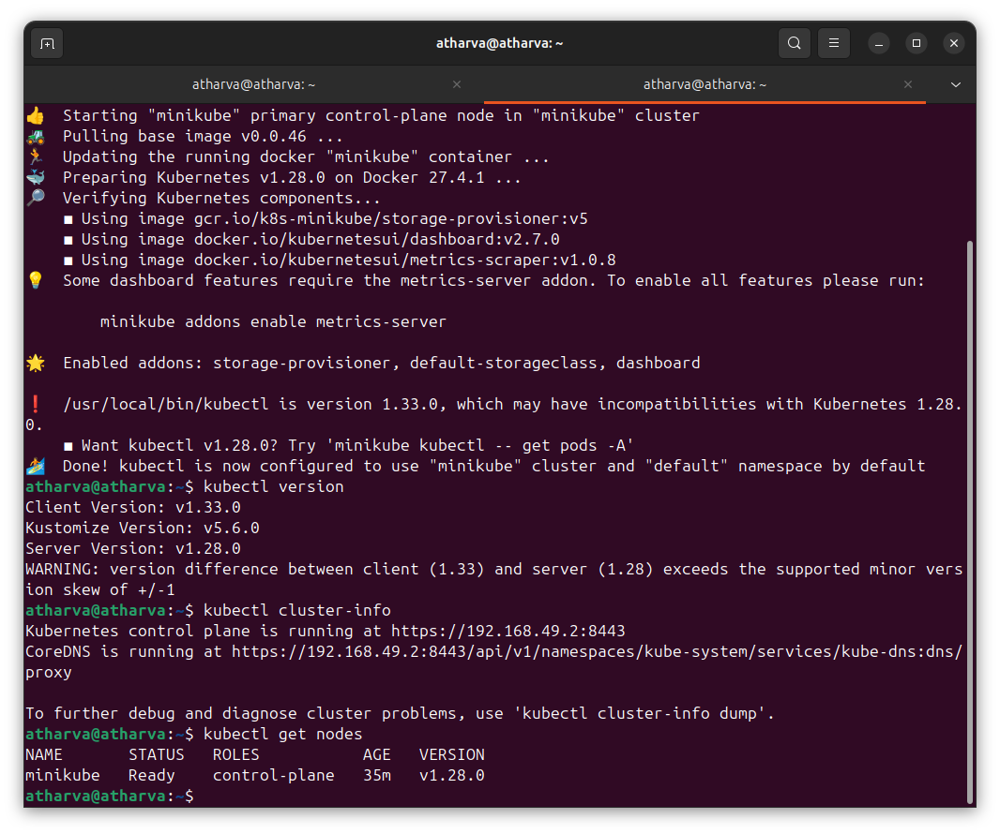 atharva@atharva: ~
atharva@atharva: ~
atharva@atharva: ~
👍  Starting "minikube" primary control-plane node in "minikube" cluster
🚜  Pulling base image v0.0.46 ...
🏃  Updating the running docker "minikube" container ...
🐳  Preparing Kubernetes v1.28.0 on Docker 27.4.1 ...
🔎  Verifying Kubernetes components...
    ▪ Using image gcr.io/k8s-minikube/storage-provisioner:v5
    ▪ Using image docker.io/kubernetesui/dashboard:v2.7.0
    ▪ Using image docker.io/kubernetesui/metrics-scraper:v1.0.8
💡  Some dashboard features require the metrics-server addon. To enable all features please run:
        minikube addons enable metrics-server
🌟  Enabled addons: storage-provisioner, default-storageclass, dashboard
❗  /usr/local/bin/kubectl is version 1.33.0, which may have incompatibilities with Kubernetes 1.28.
0.
    ▪ Want kubectl v1.28.0? Try 'minikube kubectl -- get pods -A'
🏄  Done! kubectl is now configured to use "minikube" cluster and "default" namespace by default
atharva@atharva:~$ kubectl version
Client Version: v1.33.0
Kustomize Version: v5.6.0
Server Version: v1.28.0
WARNING: version difference between client (1.33) and server (1.28) exceeds the supported minor vers
ion skew of +/-1
atharva@atharva:~$ kubectl cluster-info
Kubernetes control plane is running at https://192.168.49.2:8443
CoreDNS is running at https://192.168.49.2:8443/api/v1/namespaces/kube-system/services/kube-dns:dns/
proxy
To further debug and diagnose cluster problems, use 'kubectl cluster-info dump'.
atharva@atharva:~$ kubectl get nodes
NAME       STATUS   ROLES           AGE   VERSION
minikube   Ready    control-plane   35m   v1.28.0
atharva@atharva:~$